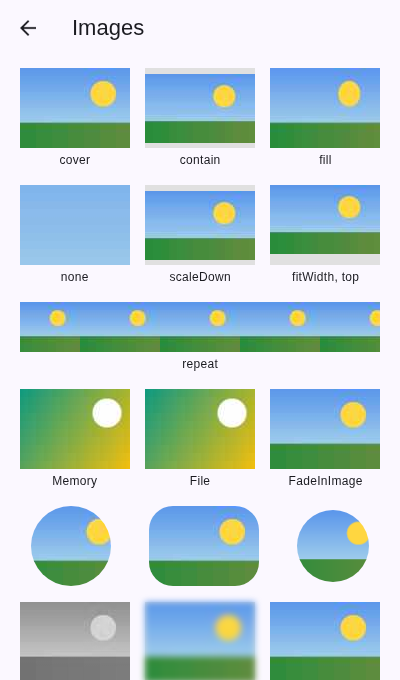 Images
cover
contain
fill
none
scaleDown
fitWidth, top
repeat
Memory
File
FadeInImage